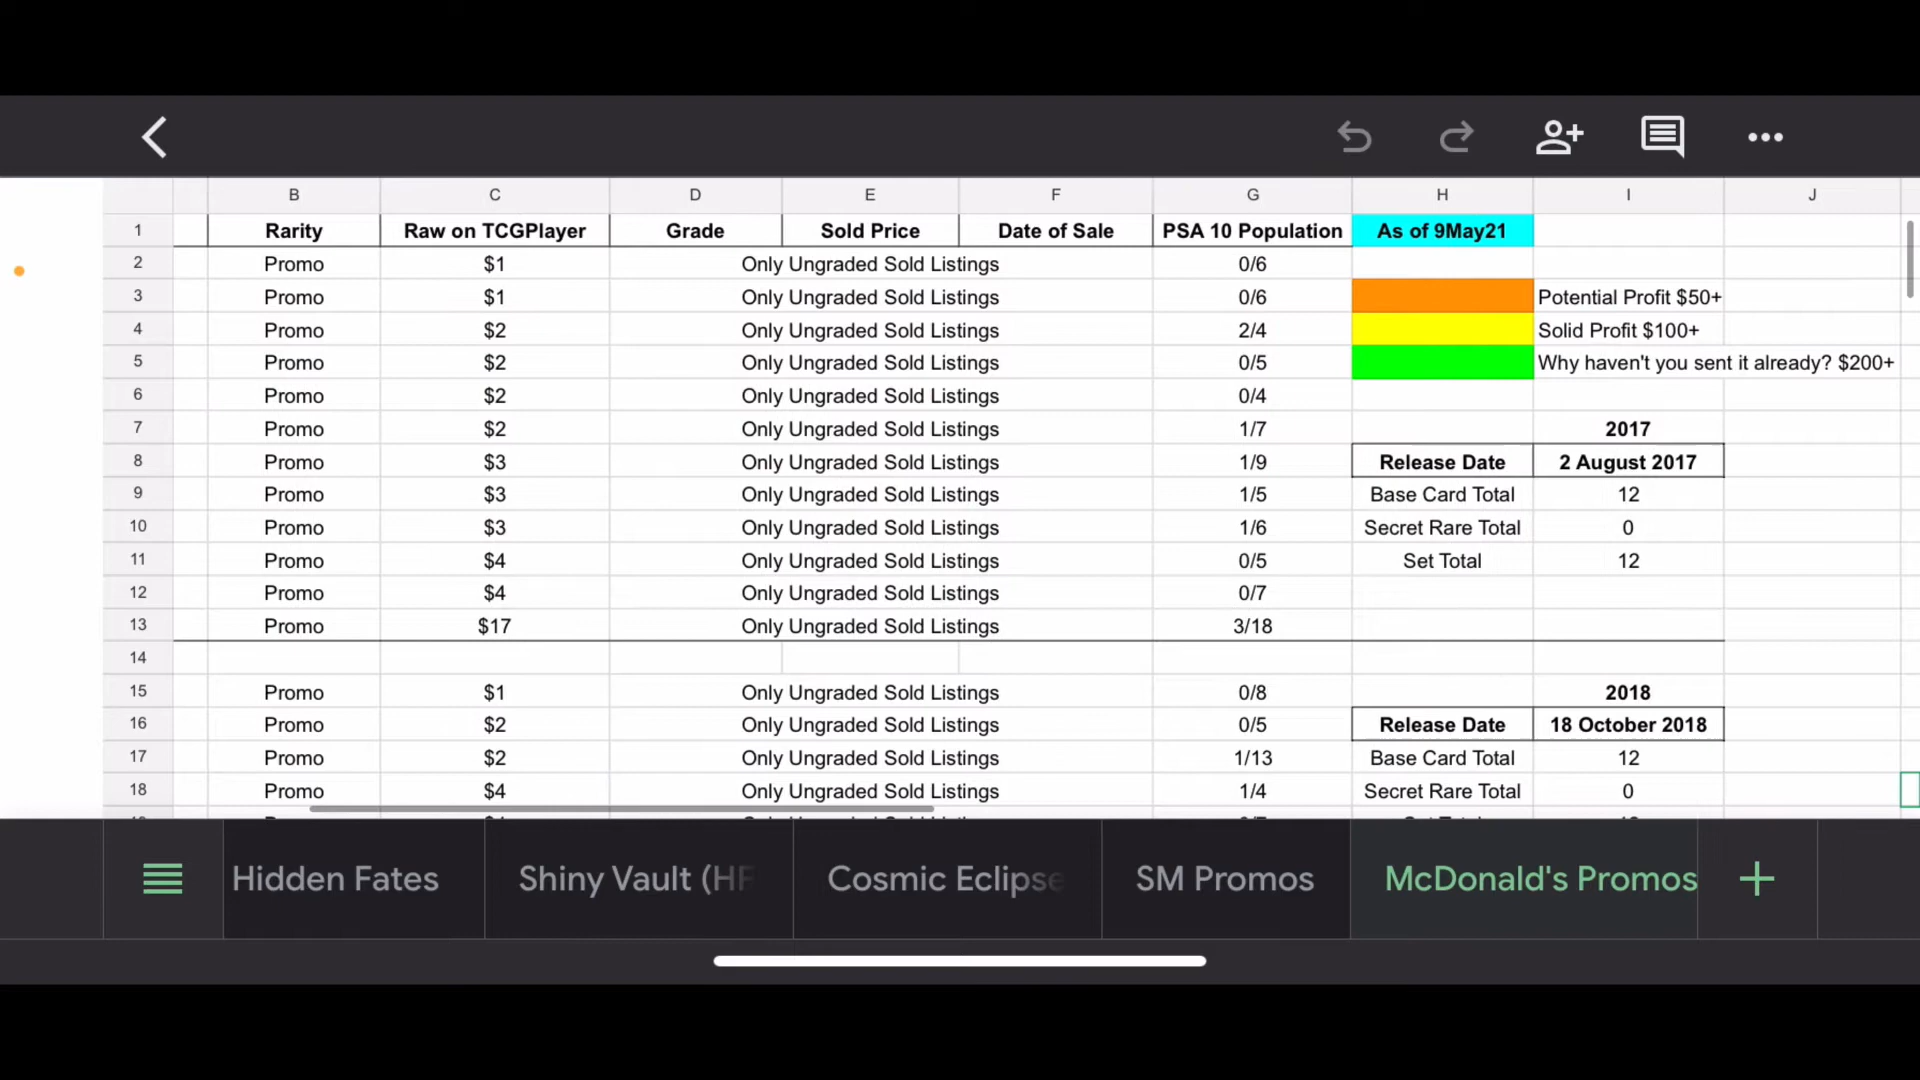 B C D E F G H I J
1 Rarity Raw on TCGPlayer Grade Sold Price Date of Sale PSA 10 Population As of 9May21
2 Promo $1 Only Ungraded Sold Listings 0/6
3 Promo $1 Only Ungraded Sold Listings 0/6 Potential Profit $50+
4 Promo $2 Only Ungraded Sold Listings 2/4 Solid Profit $100+
5 Promo $2 Only Ungraded Sold Listings 0/5 Why haven't you sent it already? $200+
6 Promo $2 Only Ungraded Sold Listings 0/4
7 Promo $2 Only Ungraded Sold Listings 1/7 2017
8 Promo $3 Only Ungraded Sold Listings 1/9 Release Date 2 August 2017
9 Promo $3 Only Ungraded Sold Listings 1/5 Base Card Total 12
10 Promo $3 Only Ungraded Sold Listings 1/6 Secret Rare Total 0
11 Promo $4 Only Ungraded Sold Listings 0/5 Set Total 12
12 Promo $4 Only Ungraded Sold Listings 0/7
13 Promo $17 Only Ungraded Sold Listings 3/18
14
15 Promo $1 Only Ungraded Sold Listings 0/8 2018
16 Promo $2 Only Ungraded Sold Listings 0/5 Release Date 18 October 2018
17 Promo $2 Only Ungraded Sold Listings 1/13 Base Card Total 12
18 Promo $4 Only Ungraded Sold Listings 1/4 Secret Rare Total 0
Hidden Fates Shiny Vault (HF Cosmic Eclipse SM Promos McDonald's Promos